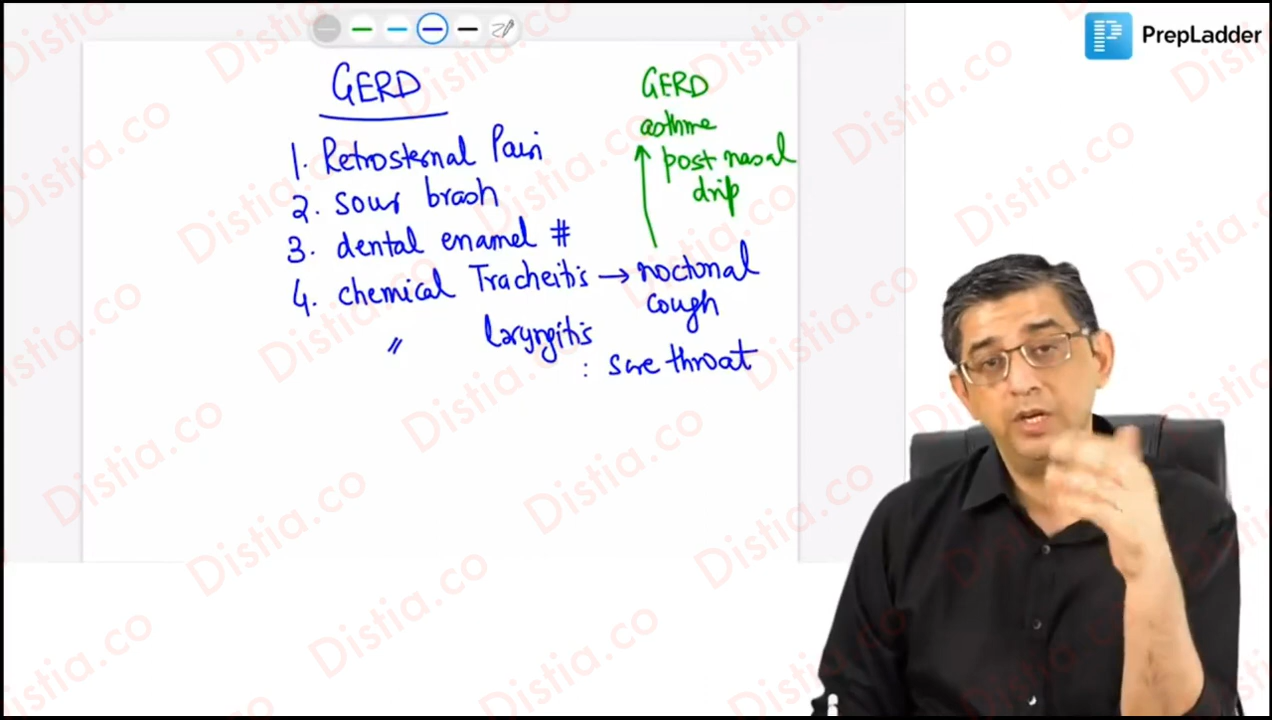 PrepLadder
GERD
1. Retrosternal Pain
2. sour brash
3. dental enamel #
4. chemical Tracheitis → noctonal
cough
〃 laryngitis
: sore throat
GERD
asthma
post nasal
drip
Distia.co